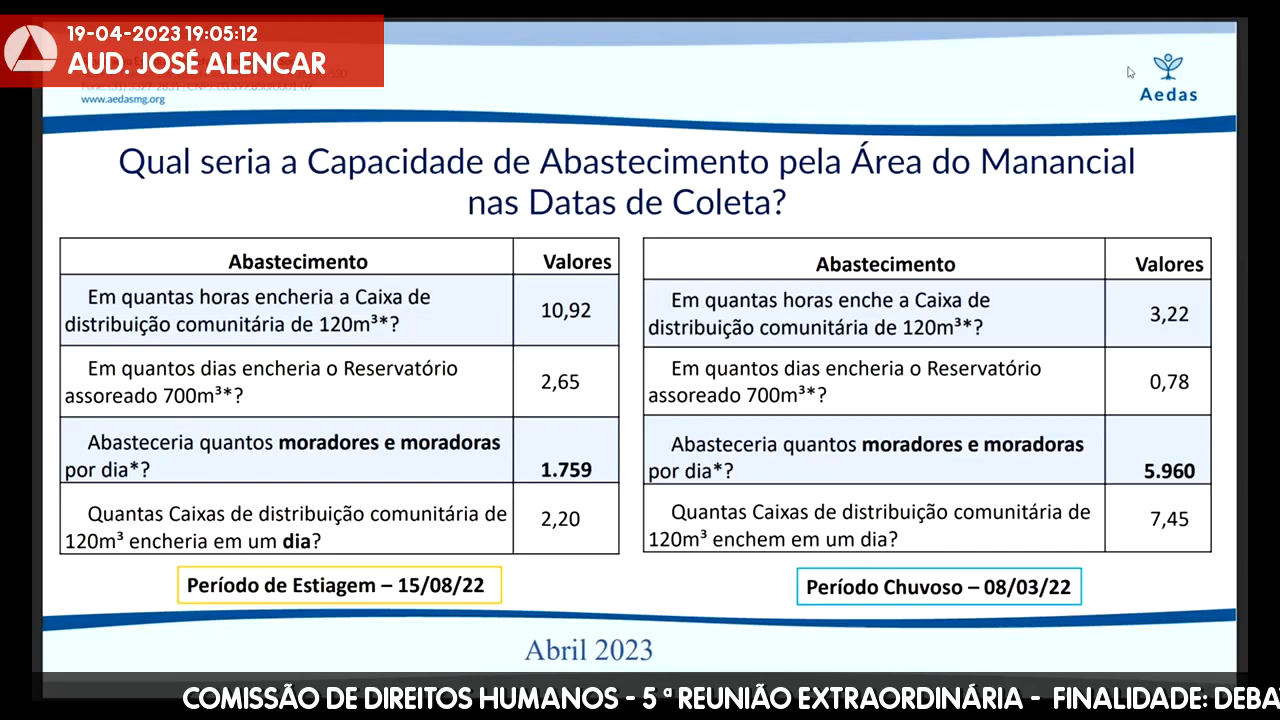 19-04-2023 19:05:12
AUD. JOSÉ ALENCAR
www.aedasmg.org
Aedas
Qual seria a Capacidade de Abastecimento pela Área do Manancial
nas Datas de Coleta?
Abastecimento Valores
Em quantas horas encheria a Caixa de
distribuição comunitária de 120m³*? 10,92
Em quantos dias encheria o Reservatório
assoreado 700m³*? 2,65
Abasteceria quantos moradores e moradoras
por dia*? 1.759
Quantas Caixas de distribuição comunitária de
120m³ encheria em um dia? 2,20
Período de Estiagem – 15/08/22
Abastecimento Valores
Em quantas horas enche a Caixa de
distribuição comunitária de 120m³*? 3,22
Em quantos dias encheria o Reservatório
assoreado 700m³*? 0,78
Abasteceria quantos moradores e moradoras
por dia*? 5.960
Quantas Caixas de distribuição comunitária de
120m³ enchem em um dia? 7,45
Período Chuvoso – 08/03/22
Abril 2023
COMISSÃO DE DIREITOS HUMANOS - 5 ª REUNIÃO EXTRAORDINÁRIA - FINALIDADE: DEBA